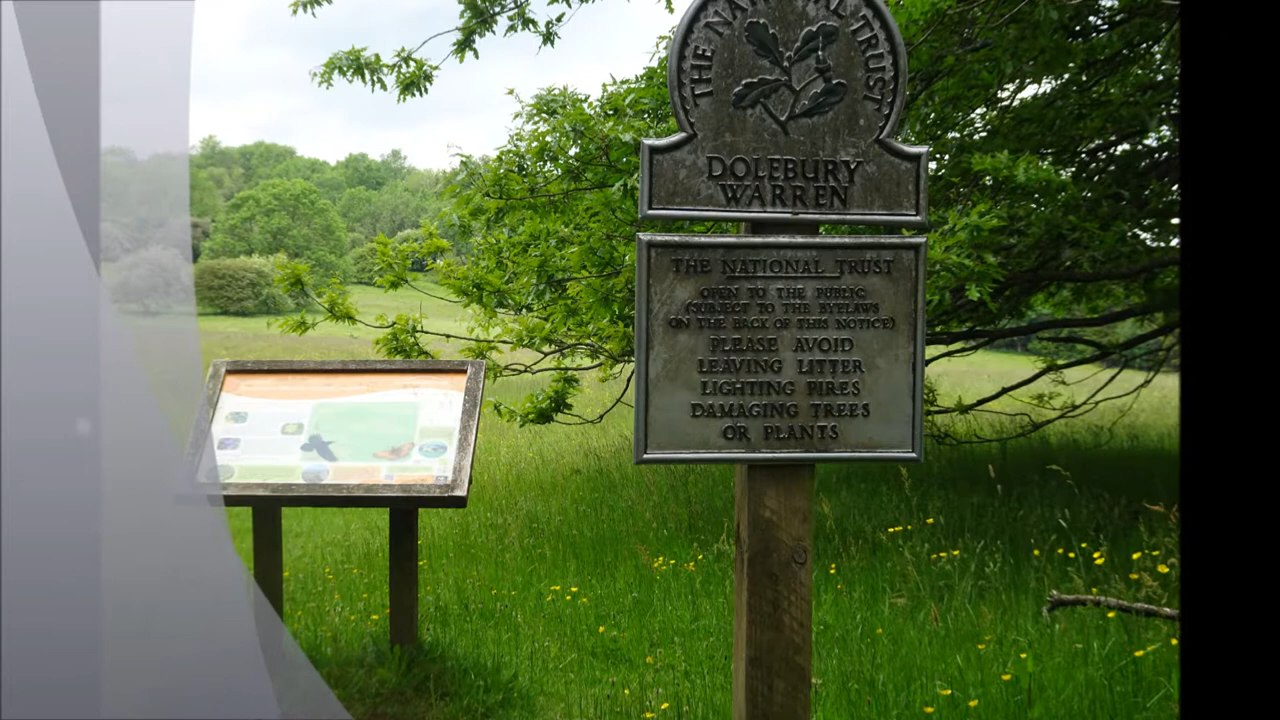 THE NATIONAL TRUST
DOLEBURY
WARREN
THE NATIONAL TRUST
OPEN TO THE PUBLIC
(SUBJECT TO THE BYELAWS
ON THE BACK OF THIS NOTICE)
PLEASE AVOID
LEAVING LITTER
LIGHTING FIRES
DAMAGING TREES
OR PLANTS